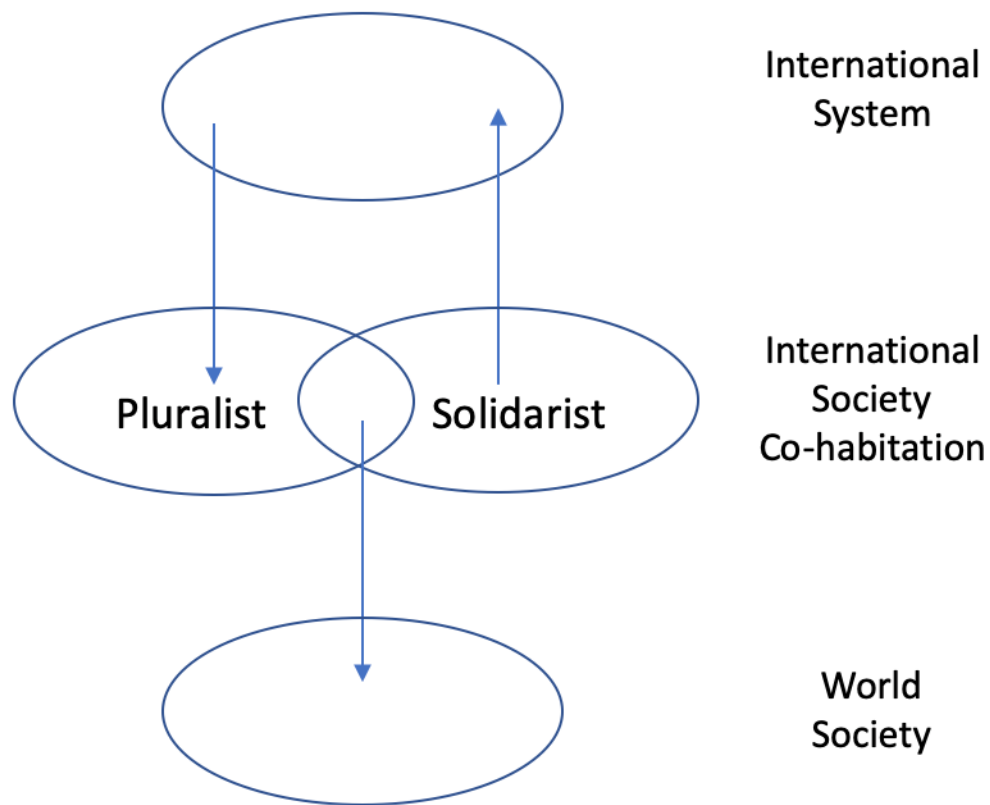 International
System
Pluralist
Solidarist
International
Society
Co-habitation
World
Society